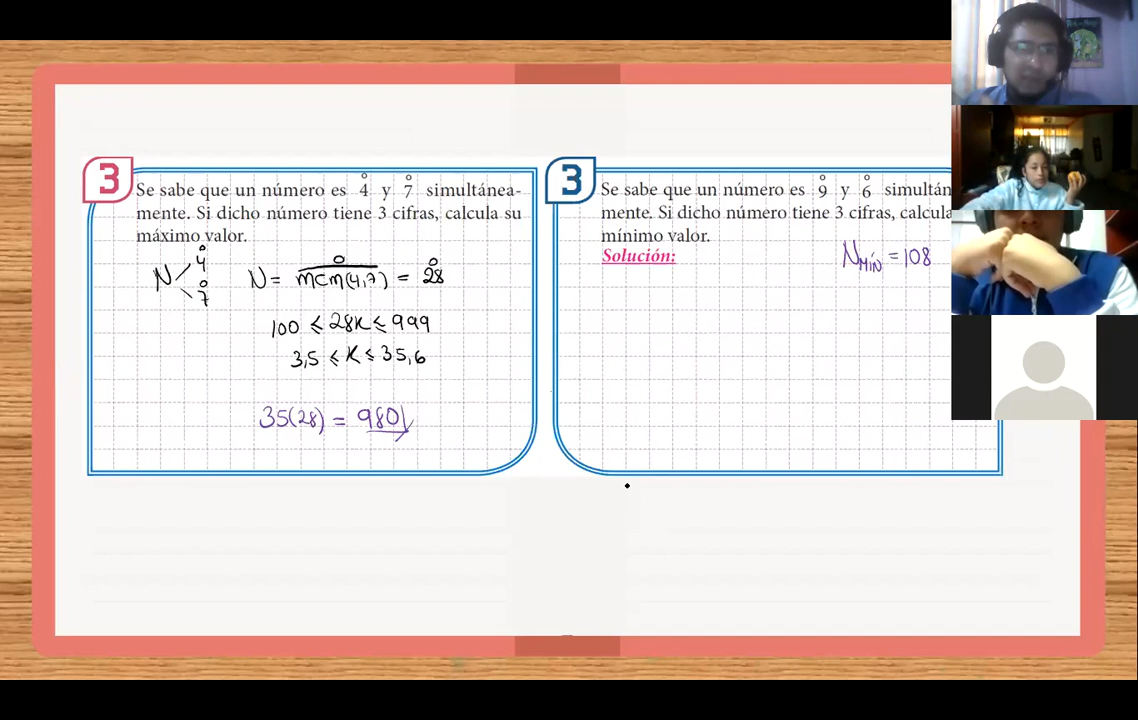 3
Se sabe que un número es 4̊ y 7̊ simultánea-
mente. Si dicho número tiene 3 cifras, calcula su
máximo valor.
N 4̊ 7̊
N = m̊cm(4,7) = 28̊
100 ≤ 28K ≤ 999
3,5 ≤ K ≤ 35,6
35(28) = 980
3
Se sabe que un número es 9̊ y 6̊ simultán
mente. Si dicho número tiene 3 cifras, calcula
mínimo valor.
Solución:
NMÍN = 108